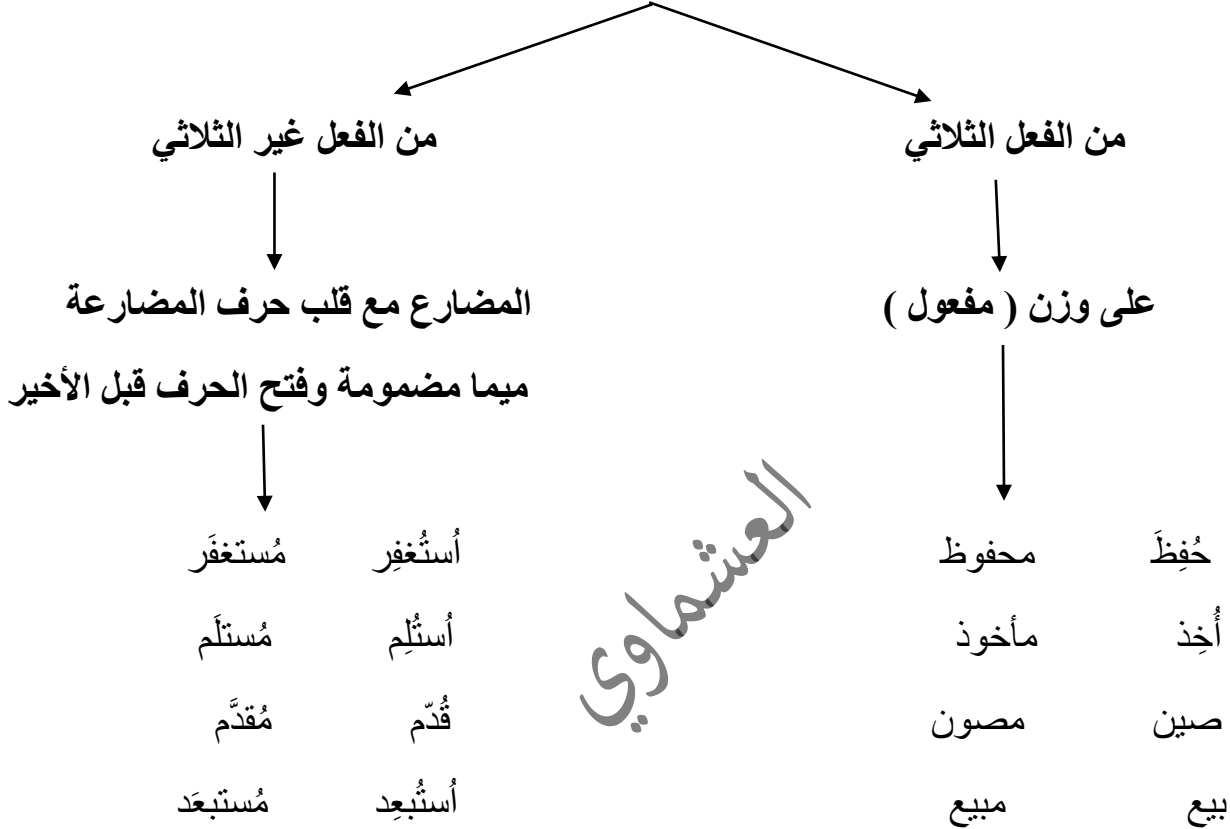 من الفعل الثلاثي
من الفعل غير الثلاثي
على وزن ( مفعول )
المضارع مع قلب حرف المضارعة
ميما مضمومة وفتح الحرف قبل الأخير
حُفِظَ محفوظ
أُخِذ مأخوذ
صين مصون
بيع مبيع
اُستُغفِر مُستغفَر
اُستُلِم مُستلَم
قُدّم مُقدَّم
اُستُبعِد مُستبعَد
العشماوي